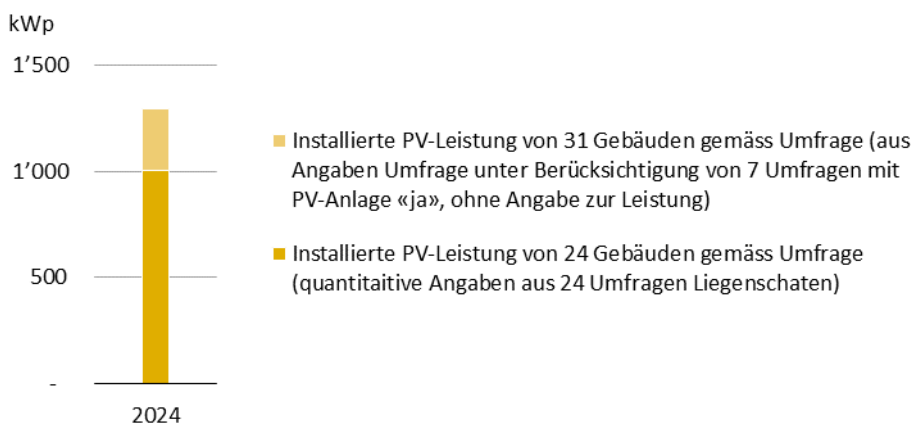 kWp
1’500
1’000
500
-
2024
Installierte PV-Leistung von 31 Gebäuden gemäss Umfrage (aus
Angaben Umfrage unter Berücksichtigung von 7 Umfragen mit
PV-Anlage «ja», ohne Angabe zur Leistung)
Installierte PV-Leistung von 24 Gebäuden gemäss Umfrage
(quantitaitive Angaben aus 24 Umfragen Liegenschaten)